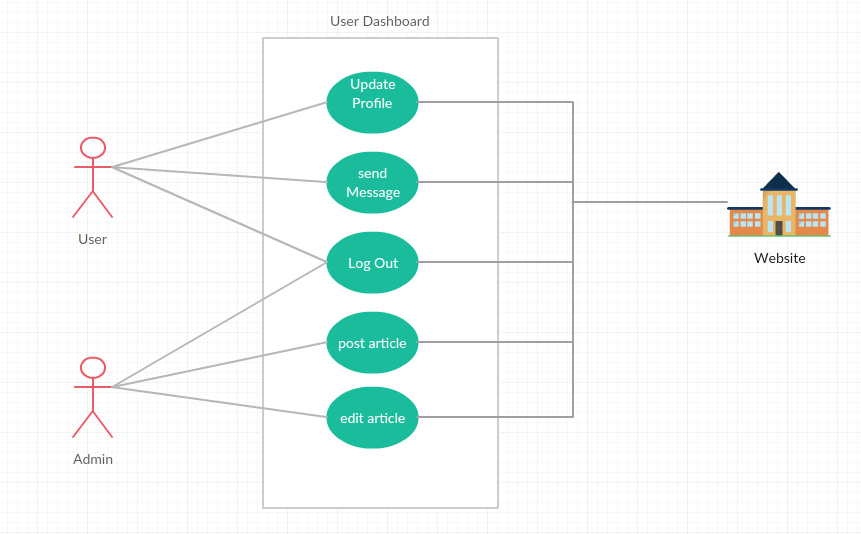 User Dashboard
Update
Profile
send
Message
User
Log Out
Website
post article
edit article
Admin